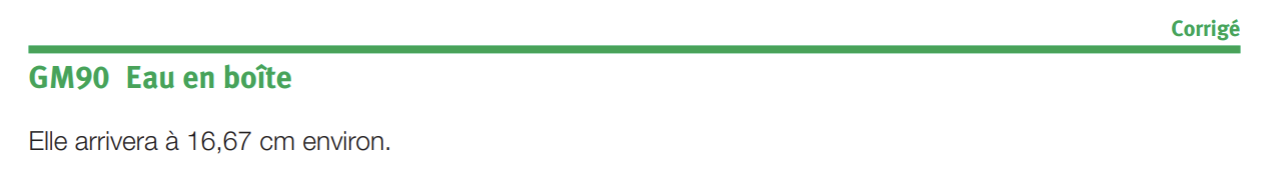 Corrigé
GM90 Eau en boîte
Elle arrivera à 16,67 cm environ.